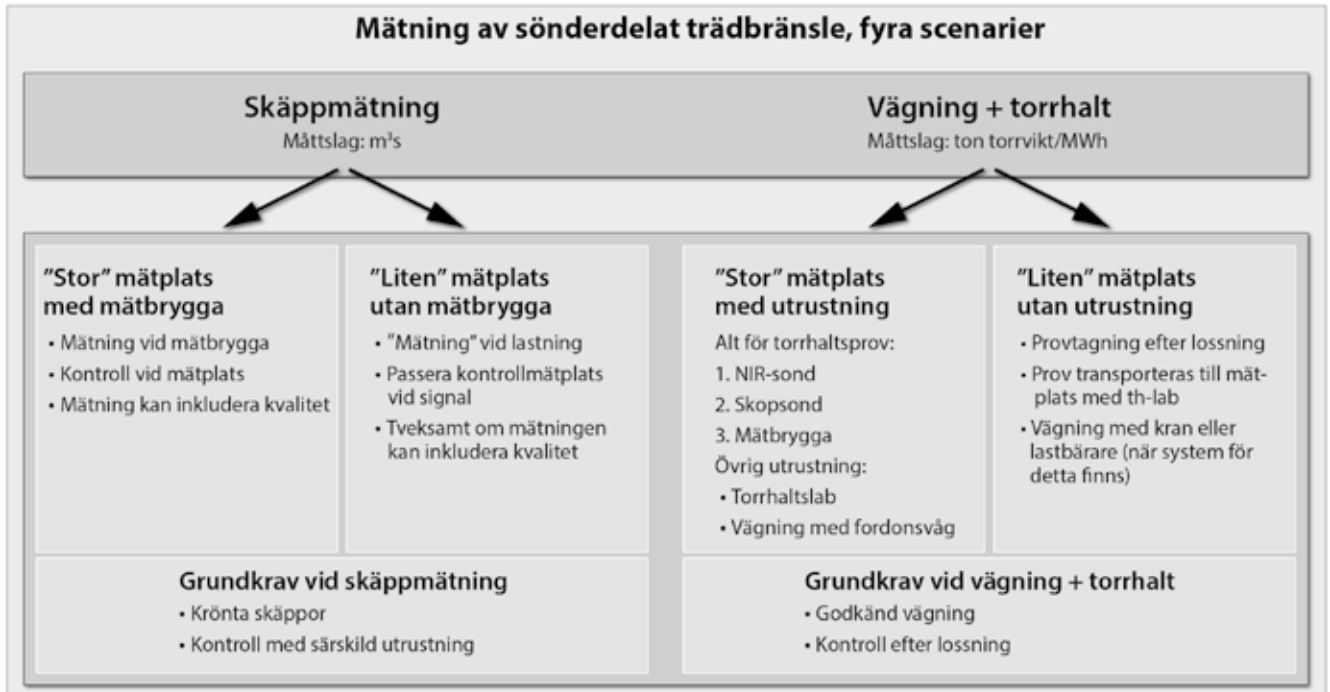 Mätning av sönderdelat trädbränsle, fyra scenarier
Skäppmätning
Måttslag: m³s
Vägning + torrhalt
Måttslag: ton torrvikt/MWh
”Stor” mätplats
med mätbrygga
• Mätning vid mätbrygga
• Kontroll vid mätplats
• Mätning kan inkludera kvalitet
”Liten” mätplats
utan mätbrygga
• ”Mätning” vid lastning
• Passera kontrollmätplats
vid signal
• Tveksamt om mätningen
kan inkludera kvalitet
”Stor” mätplats
med utrustning
Alt för torrhaltsprov:
1. NIR-sond
2. Skopsond
3. Mätbrygga
Övrig utrustning:
• Torrhaltslab
• Vägning med fordonsvåg
”Liten” mätplats
utan utrustning
• Provtagning efter lossning
• Prov transporteras till mät-
plats med th-lab
• Vägning med kran eller
lastbärare (när system för
detta finns)
Grundkrav vid skäppmätning
• Krönta skäppor
• Kontroll med särskild utrustning
Grundkrav vid vägning + torrhalt
• Godkänd vägning
• Kontroll efter lossning